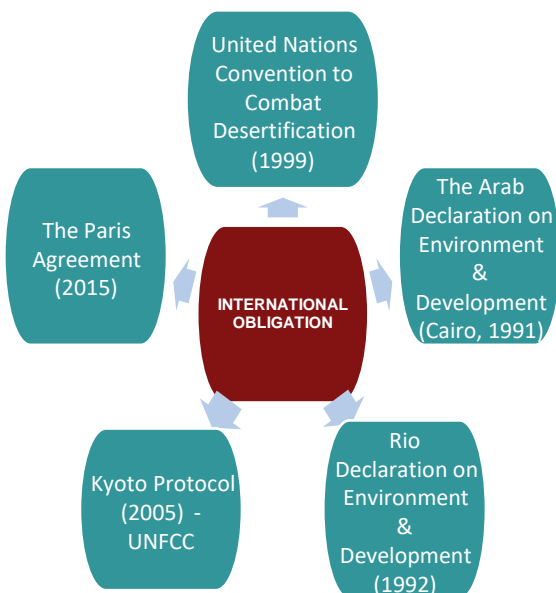 United Nations
Convention to
Combat
Desertification
(1999)
The Arab
Declaration on
Environment
&
Development
(Cairo, 1991)
Rio
Declaration on
Environment
&
Development
(1992)
Kyoto Protocol
(2005) -
UNFCC
The Paris
Agreement
(2015)
INTERNATIONAL
OBLIGATION